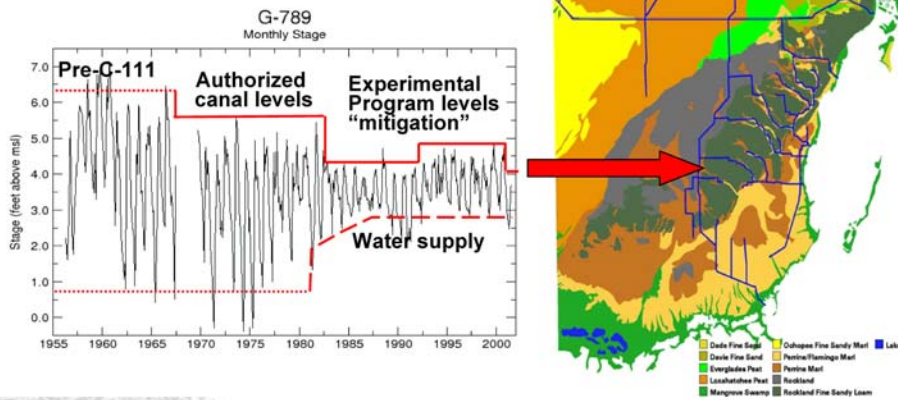 G-789
Monthly Stage
Pre-C-111
Authorized
canal levels
Experimental
Program levels
“mitigation”
Water supply
Stage (feet above msl)
7.0
6.0
5.0
4.0
3.0
2.0
1.0
0.0
1955
1960
1965
1970
1975
1980
1985
1990
1995
2000
Dade Fine Sand
Davie Fine Sand
Everglades Peat
Loxahatchee Peat
Mangrove Swamp
Ochopee Fine Sandy Marl
Perrine/Flamingo Marl
Perrine Marl
Rockland
Rockland Fine Sandy Loam